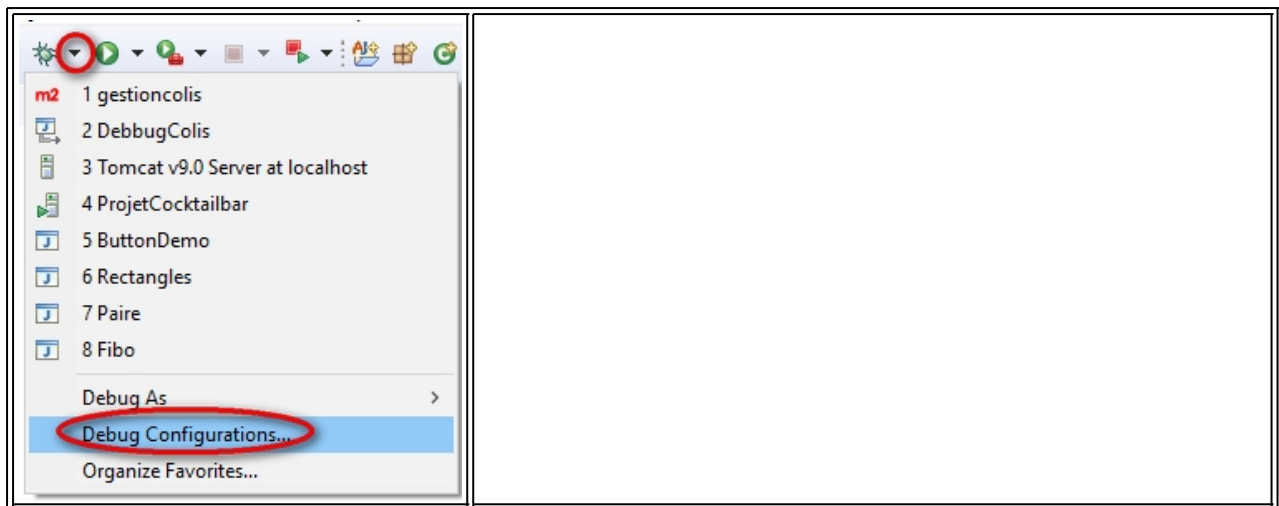 m2 1 gestioncolis
2 DebbugColis
3 Tomcat v9.0 Server at localhost
4 ProjetCocktailbar
5 ButtonDemo
6 Rectangles
7 Paire
8 Fibo
Debug As
Debug Configurations...
Organize Favorites...